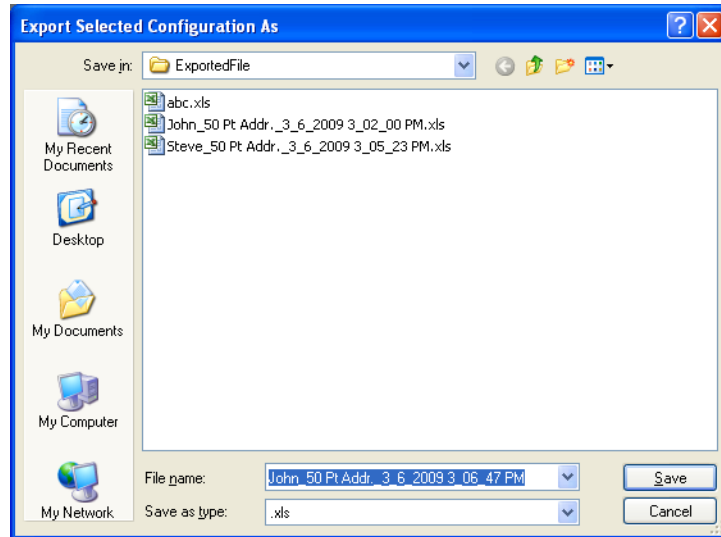 Export Selected Configuration As
Save in: ExportedFile
abc.xls
John_50 Pt Addr._3_6_2009 3_02_00 PM.xls
Steve_50 Pt Addr._3_6_2009 3_05_23 PM.xls
My Recent
Documents
Desktop
My Documents
My Computer
My Network
File name: John_50 Pt Addr._3_6_2009 3_06_47 PM Save
Save as type: .xls Cancel